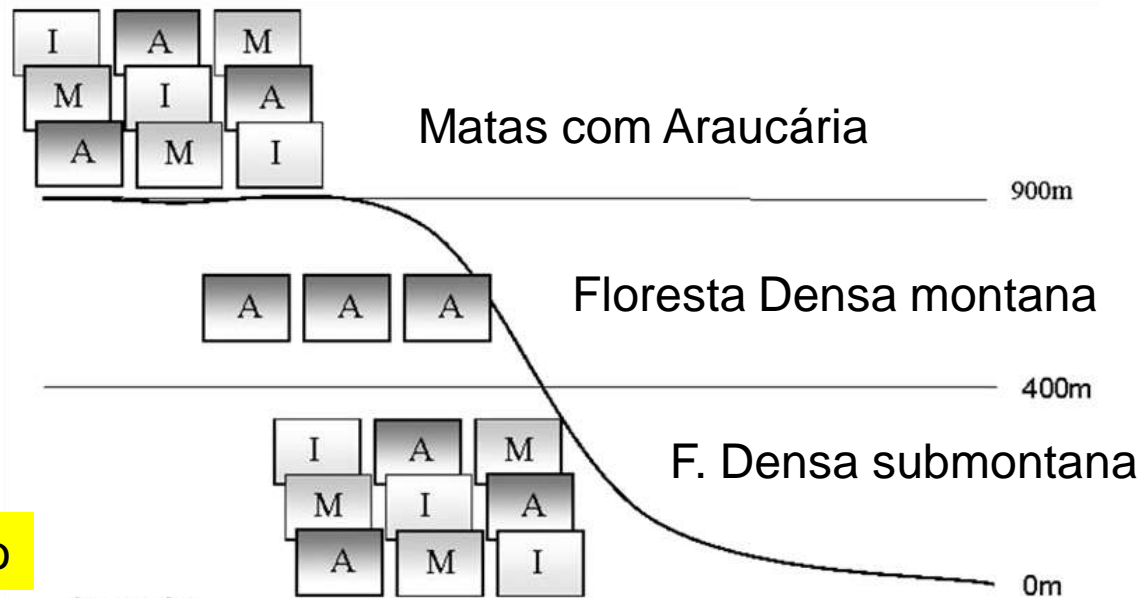 I A M
M I A
A M I
Matas com Araucária
900m
A A A
Floresta Densa montana
400m
I A M
M I A
A M I
F. Densa submontana
0m